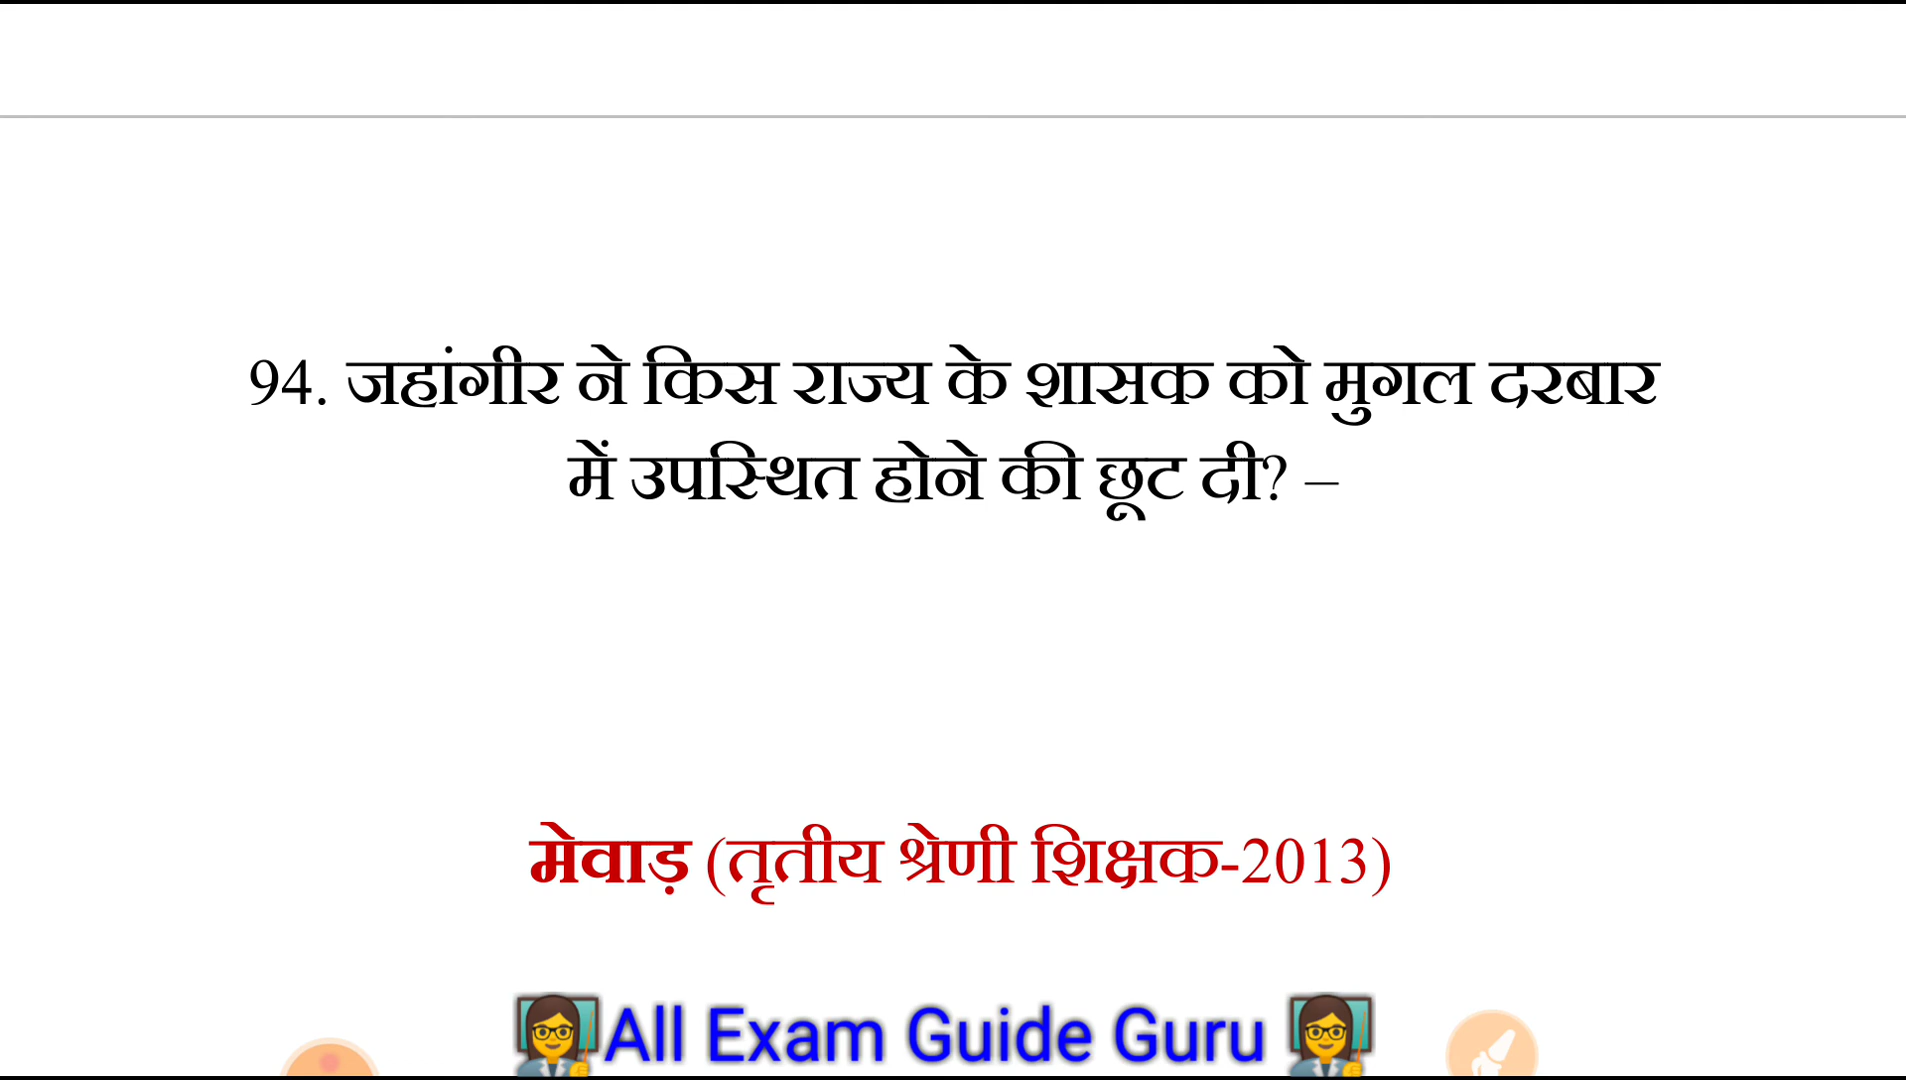 94. जहांगीर ने किस राज्य के शासक को मुगल दरबार
में उपस्थित होने की छूट दी? –
मेवाड़ (तृतीय श्रेणी शिक्षक-2013)
All Exam Guide Guru